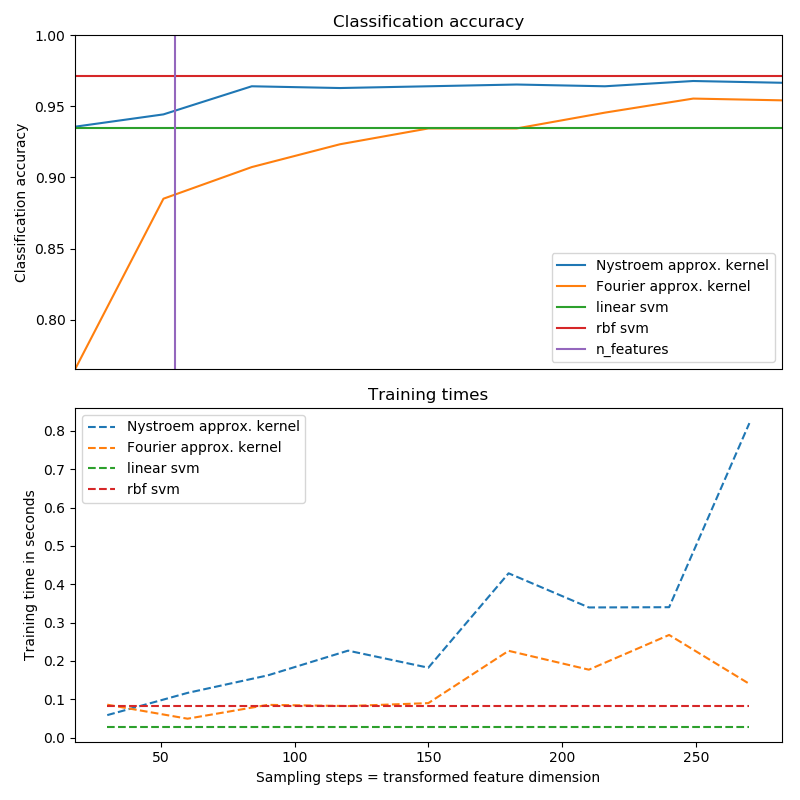 Classification accuracy
1.00
0.95
0.90
0.85
0.80
Classification accuracy
Nystroem approx. kernel
Fourier approx. kernel
linear svm
rbf svm
n_features
Training times
0.8
0.7
0.6
0.5
0.4
0.3
0.2
0.1
0.0
Training time in seconds
Nystroem approx. kernel
Fourier approx. kernel
linear svm
rbf svm
50
100
150
200
250
Sampling steps = transformed feature dimension